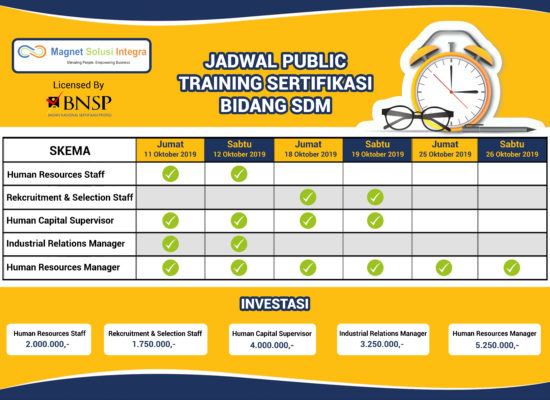 Magnet Solusi Integra
Elevating People. Empowering Business
Licensed By
BNSP
BADAN NASIONAL SERTIFIKASI PROFESI
JADWAL PUBLIC
TRAINING SERTIFIKASI
BIDANG SDM
SKEMA
Jumat Sabtu Jumat Sabtu Jumat Sabtu
11 Oktober 2019 12 Oktober 2019 18 Oktober 2019 19 Oktober 2019 25 Oktober 2019 26 Oktober 2019
Human Resources Staff
Rekcruitment & Selection Staff
Human Capital Supervisor
Industrial Relations Manager
Human Resources Manager
INVESTASI
Human Resources Staff
2.000.000,-
Rekcruitment & Selection Staff
1.750.000,-
Human Capital Supervisor
4.000.000,-
Industrial Relations Manager
3.250.000,-
Human Resources Manager
5.250.000,-